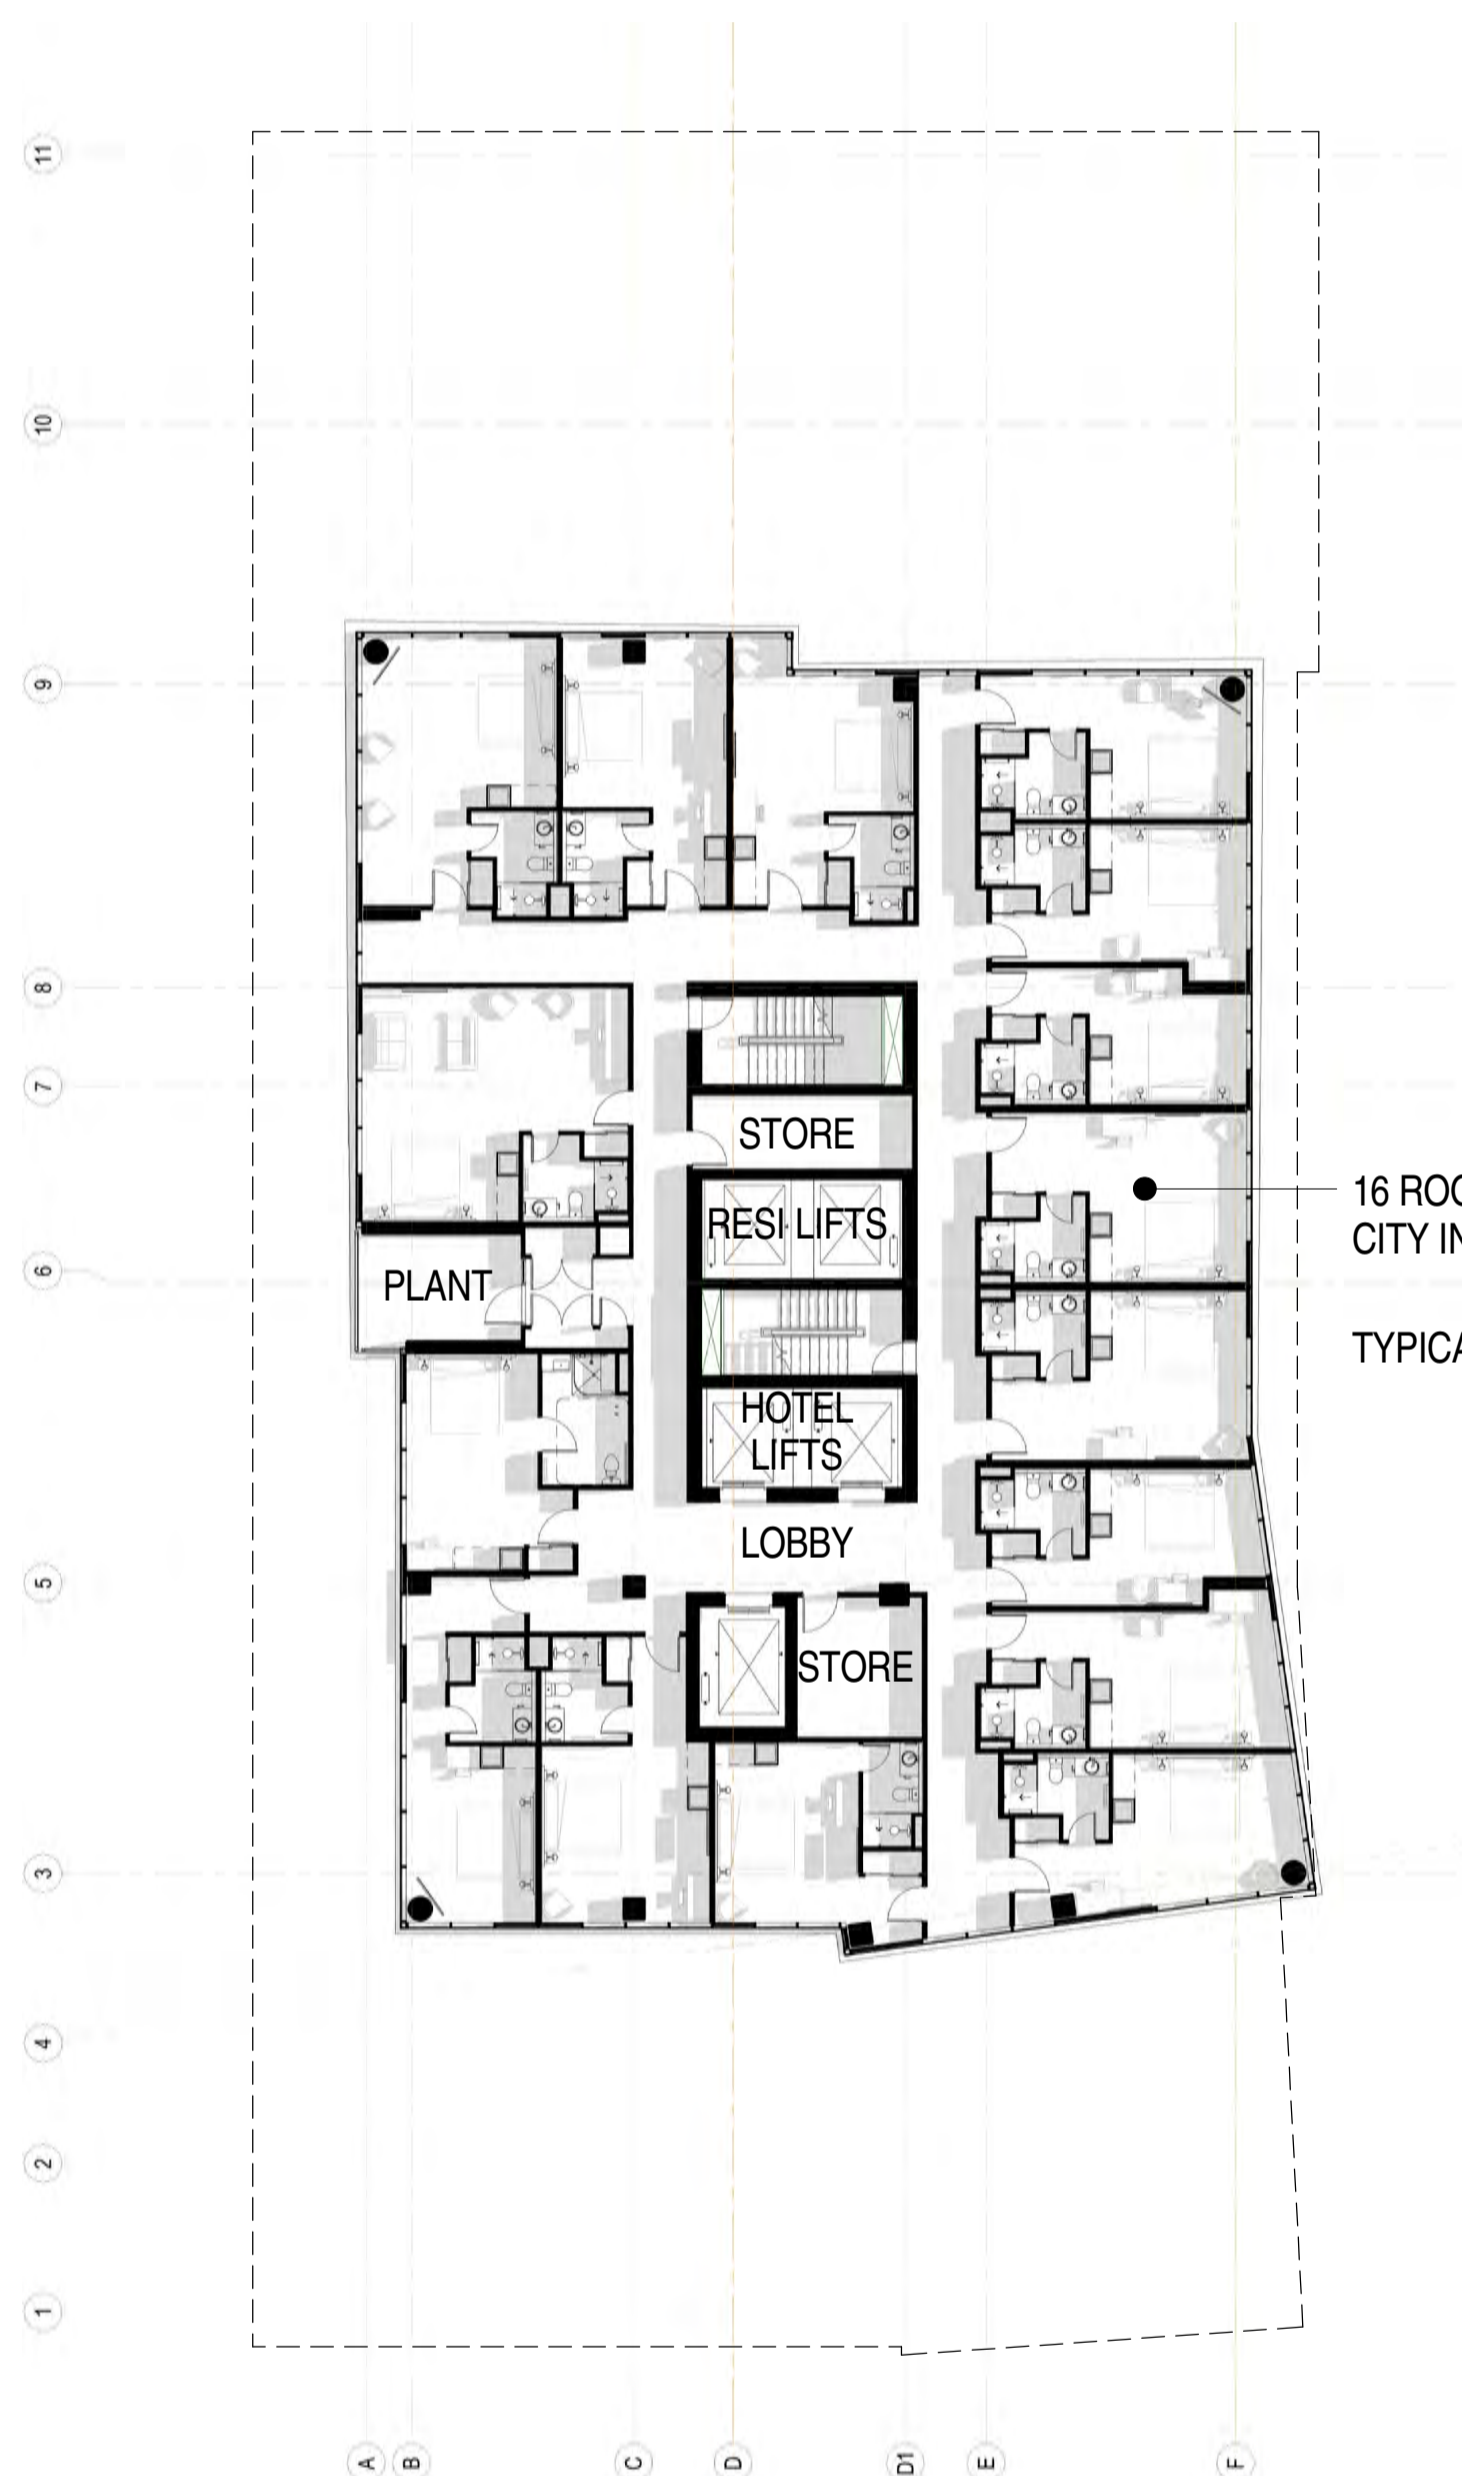 11
10
9
8
7
STORE
16 ROO
RESI LIFTS
CITY IN
6
PLANT
TYPICA
HOTEL
LIFTS
LOBBY
5
STORE
3
4
2
1
A B C D D1 E F